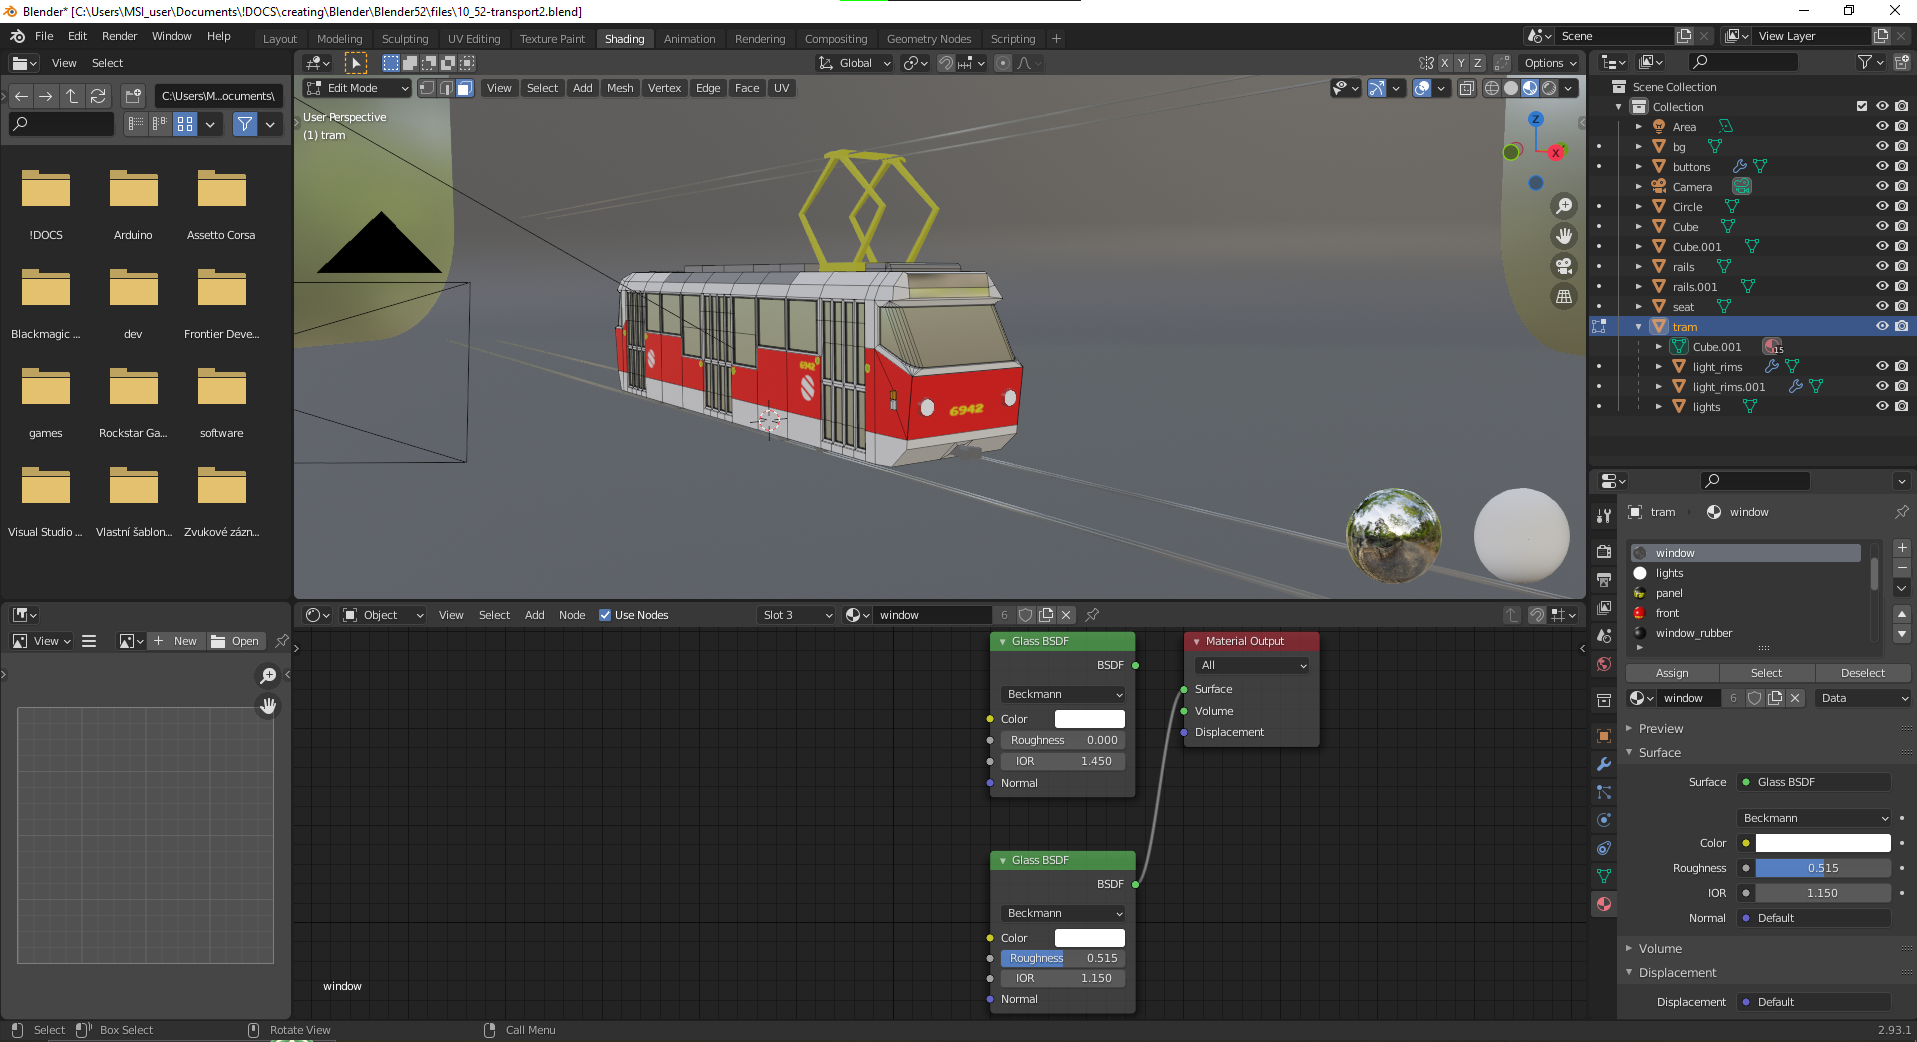 Blender* [C:\Users\MSI_user\Documents\!DOCS\creating\Blender\Blender52\files\10_52-transport2.blend]
File Edit Render Window Help
Layout Modeling Sculpting UV Editing Texture Paint Shading Animation Rendering Compositing Geometry Nodes Scripting +
Scene
View Layer
View Select
C:\Users\M...ocuments\
!DOCS Arduino Assetto Corsa
Blackmagic ... dev Frontier Deve...
games Rockstar Ga... software
Visual Studio ... Vlastní šablon... Zvukové zázn...
Global
X Y Z
Options
Edit Mode
View Select Add Mesh Vertex Edge Face UV
User Perspective
(1) tram
Z
X
6942
6942
Scene Collection
Collection
Area
bg
buttons
Camera
Circle
Cube
Cube.001
rails
rails.001
seat
tram
Cube.001 15
light_rims
light_rims.001
lights
tram window
window
lights
panel
front
window_rubber
Assign Select Deselect
window 6 Data
Preview
Surface
Surface Glass BSDF
Beckmann
Color
Roughness 0.515
IOR 1.150
Normal Default
Volume
Displacement
Displacement Default
View New Open
Object View Select Add Node Use Nodes Slot 3 window 6
Glass BSDF
BSDF
Beckmann
Color
Roughness 0.000
IOR 1.450
Normal
Material Output
All
Surface
Volume
Displacement
Glass BSDF
BSDF
Beckmann
Color
Roughness 0.515
IOR 1.150
Normal
window
Select Box Select Rotate View Call Menu
2.93.1